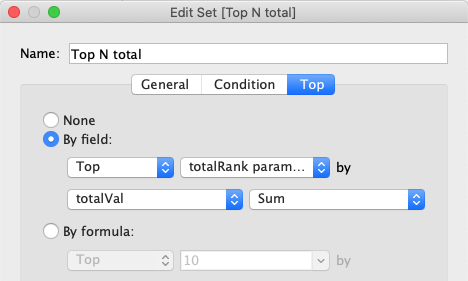 Edit Set [Top N total]
Name: Top N total
General Condition Top
None
By field:
Top totalRank param... by
totalVal Sum
By formula:
Top 10 by